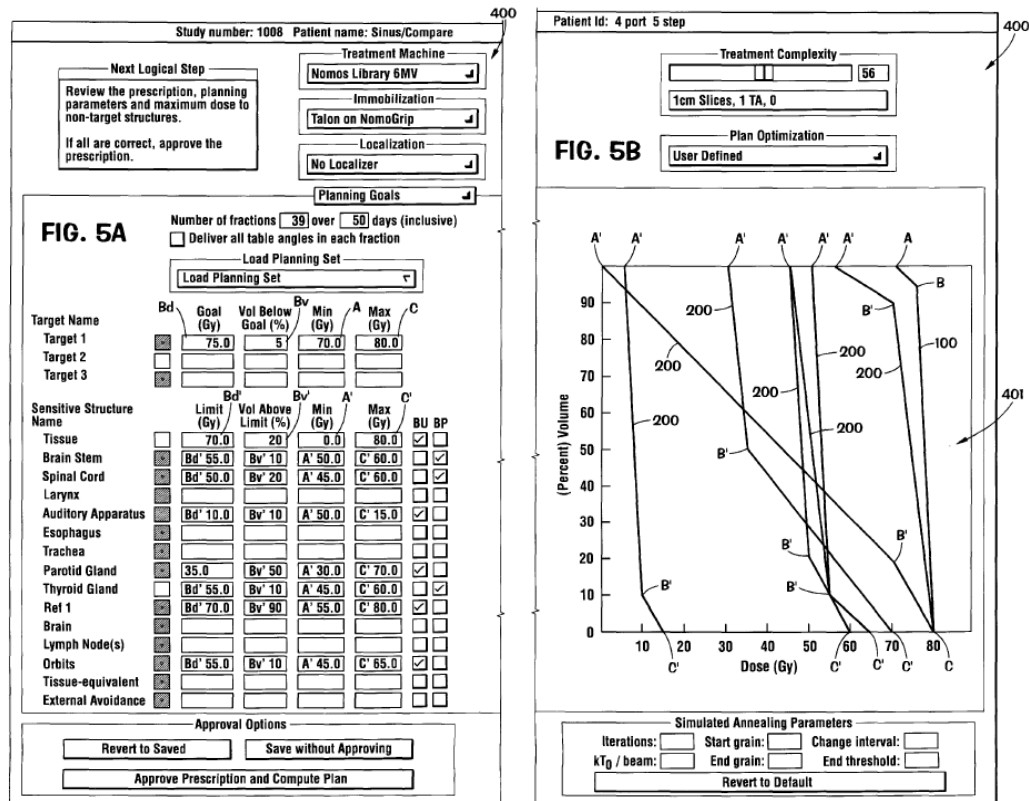 Study number: 1008 Patient name: Sinus/Compare
400
Next Logical Step
Review the prescription, planning
parameters and maximum dose to
non-target structures.
If all are correct, approve the
prescription.
Treatment Machine
Nomos Library 6MV
Immobilization
Talon on NomoGrip
Localization
No Localizer
Planning Goals
FIG. 5A
Number of fractions 39 over 50 days (inclusive)
Deliver all table angles in each fraction
Load Planning Set
Load Planning Set
Bd Bv A C
Target Name Goal (Gy) Vol Below Goal (%) Min (Gy) Max (Gy)
Target 1 75.0 5 70.0 80.0
Target 2
Target 3
Bd' Bv' A' C'
Sensitive Structure Name Limit (Gy) Vol Above Limit (%) Min (Gy) Max (Gy) BU BP
Tissue 70.0 20 0.0 80.0
Brain Stem Bd' 55.0 Bv' 10 A' 50.0 C' 60.0
Spinal Cord Bd' 50.0 Bv' 20 A' 45.0 C' 60.0
Larynx
Auditory Apparatus Bd' 10.0 Bv' 10 A' 50.0 C' 15.0
Esophagus
Trachea
Parotid Gland 35.0 Bv' 50 A' 30.0 C' 70.0
Thyroid Gland Bd' 55.0 Bv' 10 A' 45.0 C' 60.0
Ref 1 Bd' 70.0 Bv' 90 A' 55.0 C' 80.0
Brain
Lymph Node(s)
Orbits Bd' 55.0 Bv' 10 A' 45.0 C' 65.0
Tissue-equivalent
External Avoidance
Approval Options
Revert to Saved Save without Approving
Approve Prescription and Compute Plan
Patient Id: 4 port 5 step
400
Treatment Complexity
56
1cm Slices, 1 TA, 0
FIG. 5B
Plan Optimization
User Defined
A' A' A' A' A' A' A
B
B'
200
200
100
200
200
200
200
200
401
B'
B'
B'
B'
B'
(Percent) Volume
90
80
70
60
50
40
30
20
10
0
10 20 30 40 50 60 70 80
C' C' C' C' C
Dose (Gy)
Simulated Annealing Parameters
Iterations: Start grain: Change interval:
kT0 / beam: End grain: End threshold:
Revert to Default